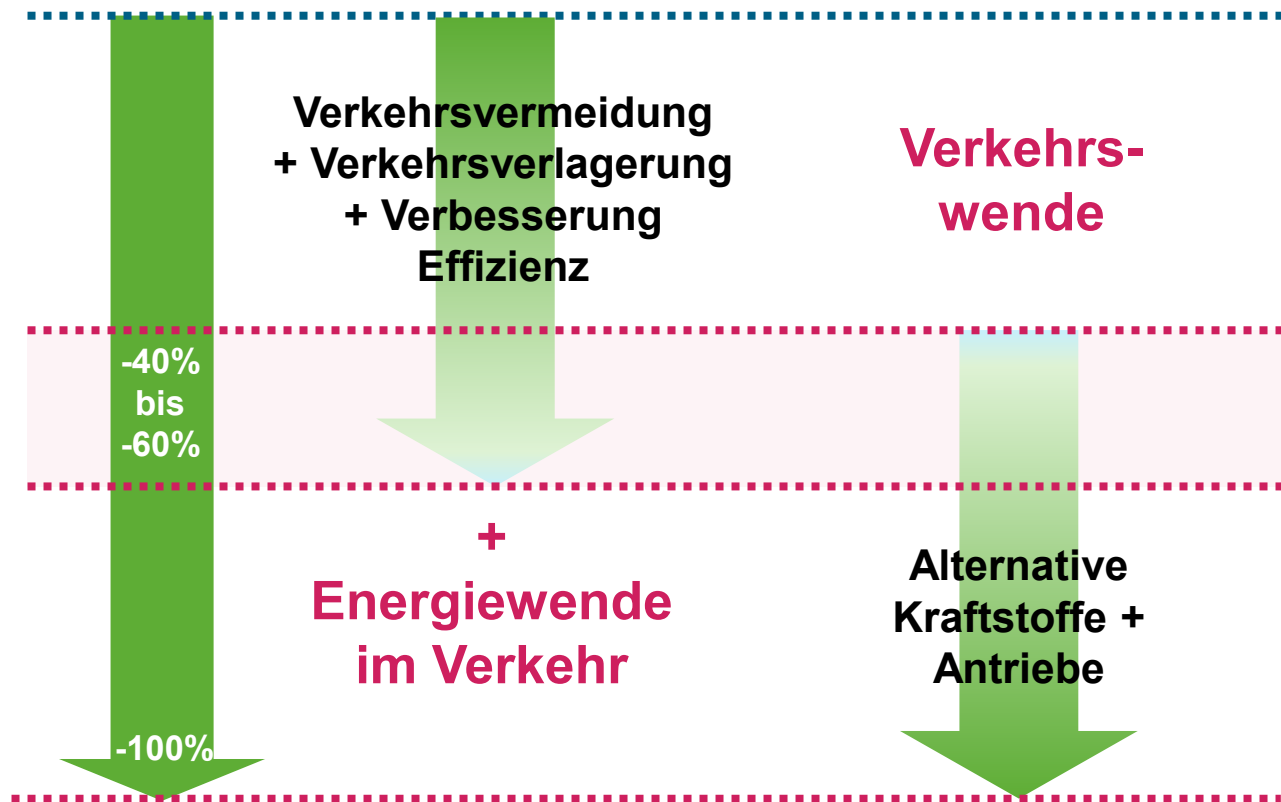 Verkehrsvermeidung
+ Verkehrsverlagerung
+ Verbesserung
Effizienz
Verkehrs-
wende
-40%
bis
-60%
+
Energiewende
im Verkehr
Alternative
Kraftstoffe +
Antriebe
-100%